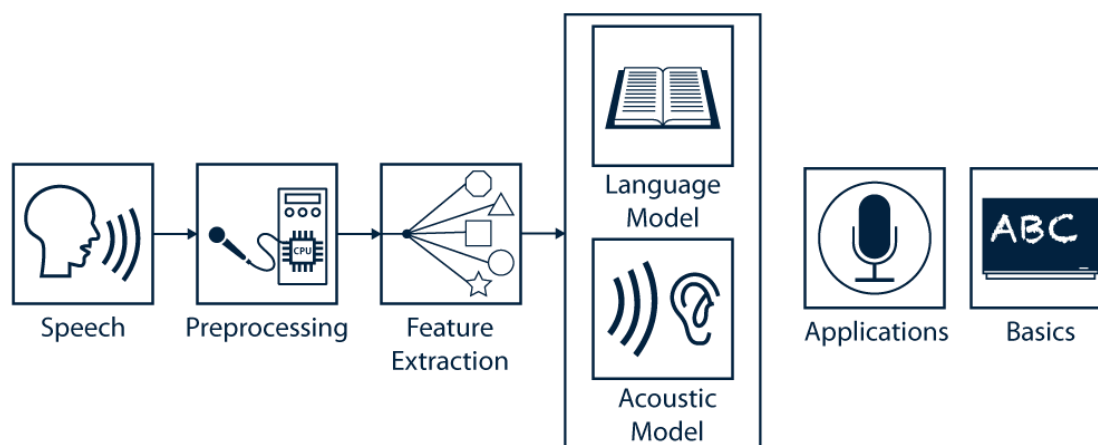 CPU
Speech
Preprocessing
Feature
Extraction
Language
Model
Acoustic
Model
Applications
ABC
Basics